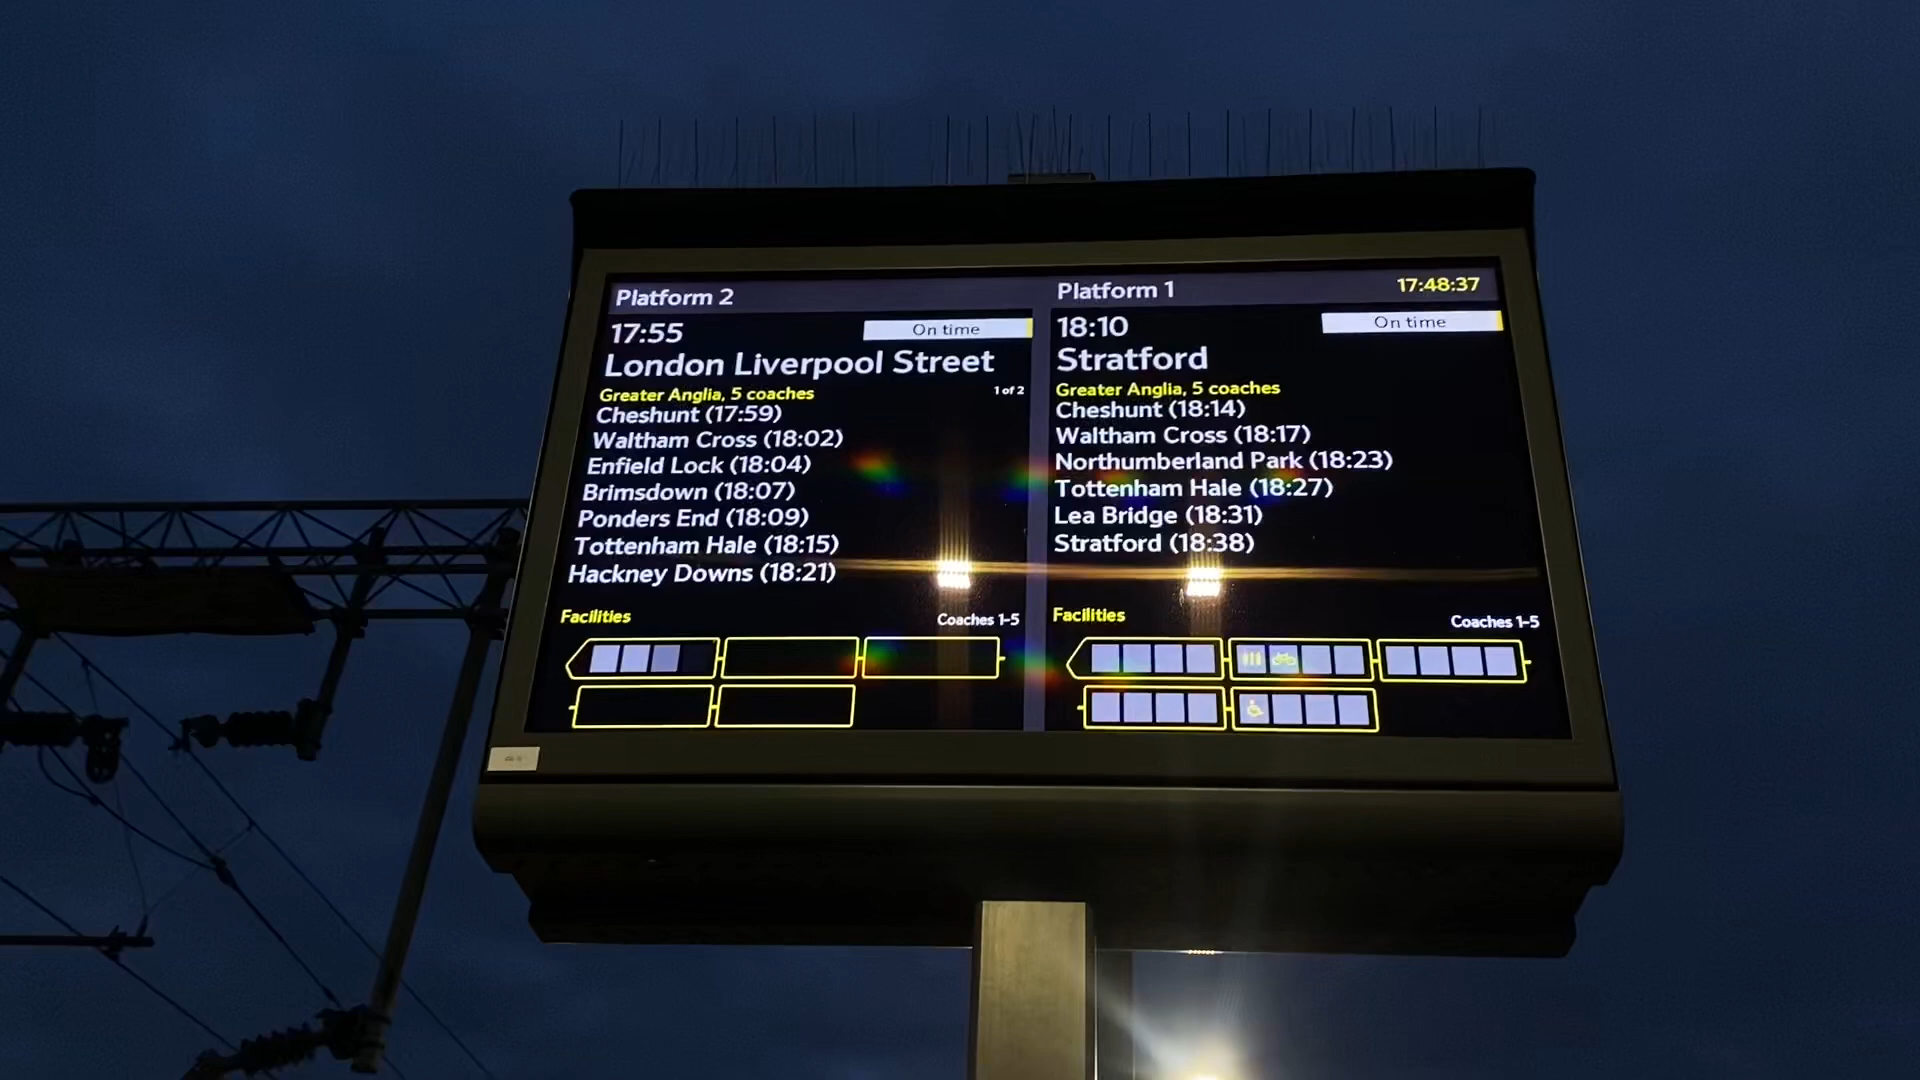 Platform 2
17:55
On time
London Liverpool Street
Greater Anglia, 5 coaches
1 of 2
Cheshunt (17:59)
Waltham Cross (18:02)
Enfield Lock (18:04)
Brimsdown (18:07)
Ponders End (18:09)
Tottenham Hale (18:15)
Hackney Downs (18:21)
Facilities
Coaches 1-5
Platform 1
17:48:37
18:10
On time
Stratford
Greater Anglia, 5 coaches
Cheshunt (18:14)
Waltham Cross (18:17)
Northumberland Park (18:23)
Tottenham Hale (18:27)
Lea Bridge (18:31)
Stratford (18:38)
Facilities
Coaches 1-5